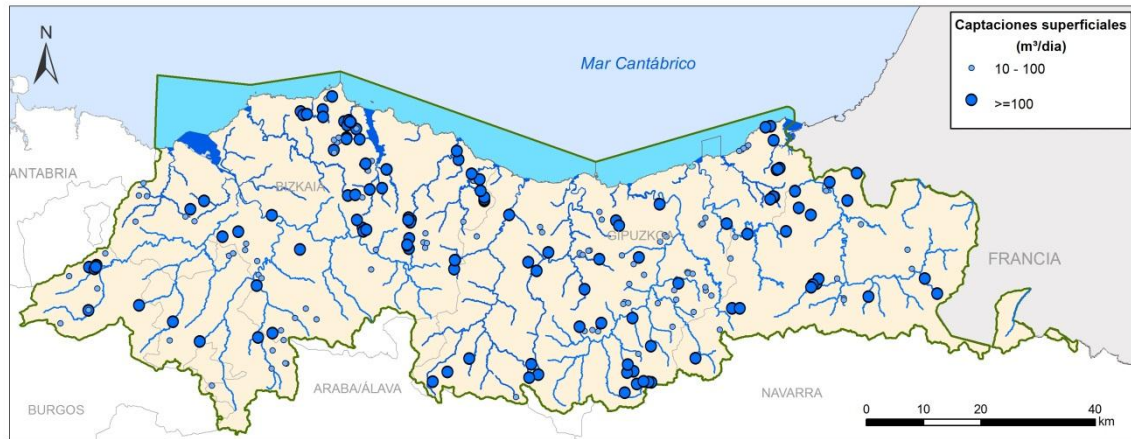 Captaciones superficiales
(m³/dia)
10 - 100
>=100
N
Mar Cantábrico
ANTABRIA
BIZKAIA
GIPUZKOA
FRANCIA
ARABA/ÁLAVA
NAVARRA
BURGOS
0 10 20 40
km